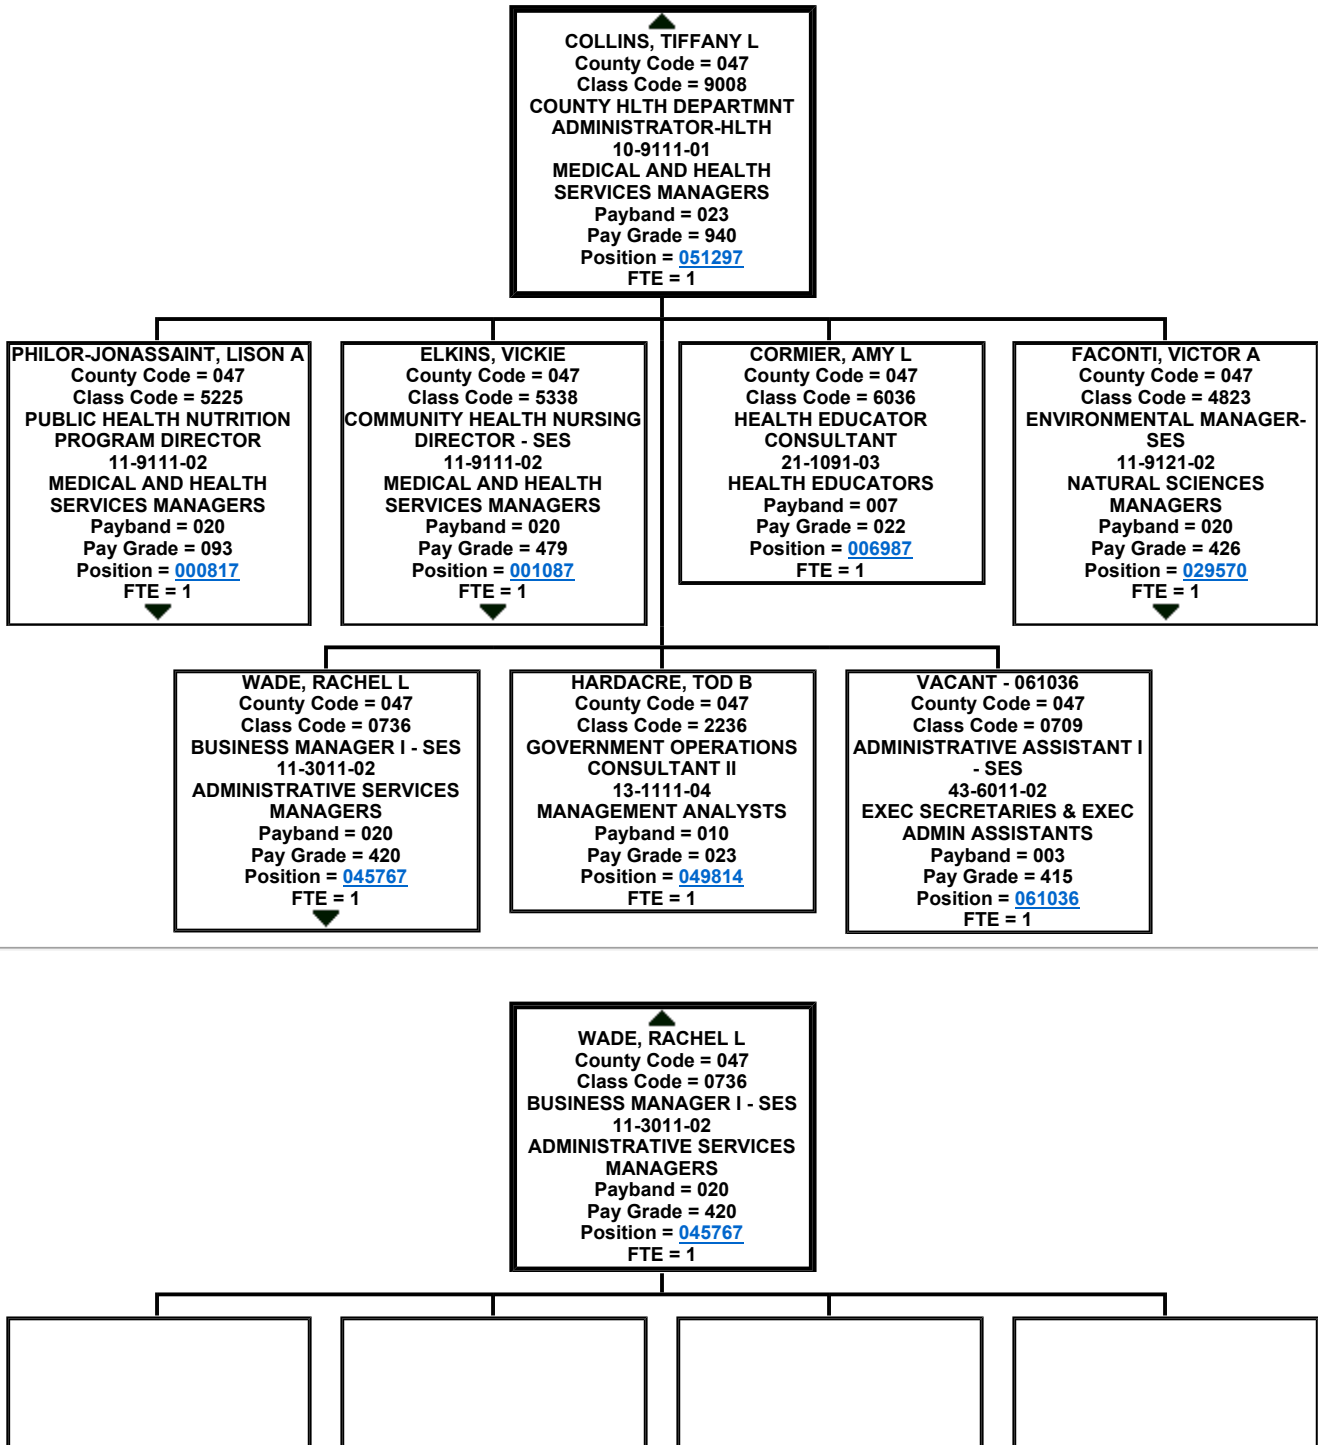 COLLINS, TIFFANY L
County Code = 047
Class Code = 9008
COUNTY HLTH DEPARTMNT
ADMINISTRATOR-HLTH
10-9111-01
MEDICAL AND HEALTH
SERVICES MANAGERS
Payband = 023
Pay Grade = 940
Position = 051297
FTE = 1
PHILOR-JONASSAINT, LISON A
County Code = 047
Class Code = 5225
PUBLIC HEALTH NUTRITION
PROGRAM DIRECTOR
11-9111-02
MEDICAL AND HEALTH
SERVICES MANAGERS
Payband = 020
Pay Grade = 093
Position = 000817
FTE = 1
ELKINS, VICKIE
County Code = 047
Class Code = 5338
COMMUNITY HEALTH NURSING
DIRECTOR - SES
11-9111-02
MEDICAL AND HEALTH
SERVICES MANAGERS
Payband = 020
Pay Grade = 479
Position = 001087
FTE = 1
CORMIER, AMY L
County Code = 047
Class Code = 6036
HEALTH EDUCATOR
CONSULTANT
21-1091-03
HEALTH EDUCATORS
Payband = 007
Pay Grade = 022
Position = 006987
FTE = 1
FACONTI, VICTOR A
County Code = 047
Class Code = 4823
ENVIRONMENTAL MANAGER-
SES
11-9121-02
NATURAL SCIENCES
MANAGERS
Payband = 020
Pay Grade = 426
Position = 029570
FTE = 1
WADE, RACHEL L
County Code = 047
Class Code = 0736
BUSINESS MANAGER I - SES
11-3011-02
ADMINISTRATIVE SERVICES
MANAGERS
Payband = 020
Pay Grade = 420
Position = 045767
FTE = 1
HARDACRE, TOD B
County Code = 047
Class Code = 2236
GOVERNMENT OPERATIONS
CONSULTANT II
13-1111-04
MANAGEMENT ANALYSTS
Payband = 010
Pay Grade = 023
Position = 049814
FTE = 1
VACANT - 061036
County Code = 047
Class Code = 0709
ADMINISTRATIVE ASSISTANT I
- SES
43-6011-02
EXEC SECRETARIES & EXEC
ADMIN ASSISTANTS
Payband = 003
Pay Grade = 415
Position = 061036
FTE = 1
WADE, RACHEL L
County Code = 047
Class Code = 0736
BUSINESS MANAGER I - SES
11-3011-02
ADMINISTRATIVE SERVICES
MANAGERS
Payband = 020
Pay Grade = 420
Position = 045767
FTE = 1